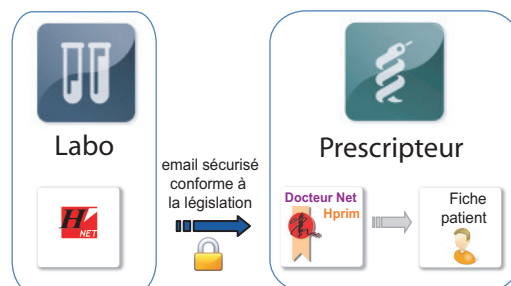 Labo
H
NET
email sécurisé
conforme à
la législation
Prescripteur
Docteur Net
Hprim
Fiche
patient